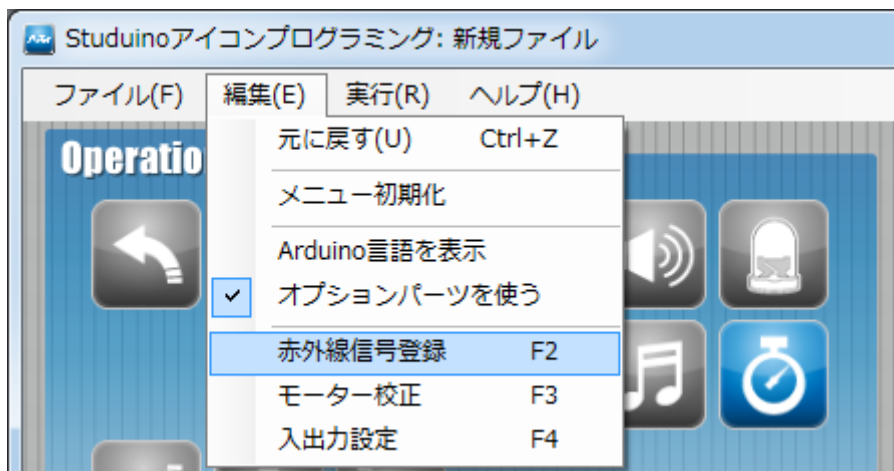 Studuinoアイコンプログラミング: 新規ファイル
ファイル(F) 編集(E) 実行(R) ヘルプ(H)
Operatio
元に戻す(U) Ctrl+Z
メニュー初期化
Arduino言語を表示
オプションパーツを使う
赤外線信号登録 F2
モーター校正 F3
入出力設定 F4